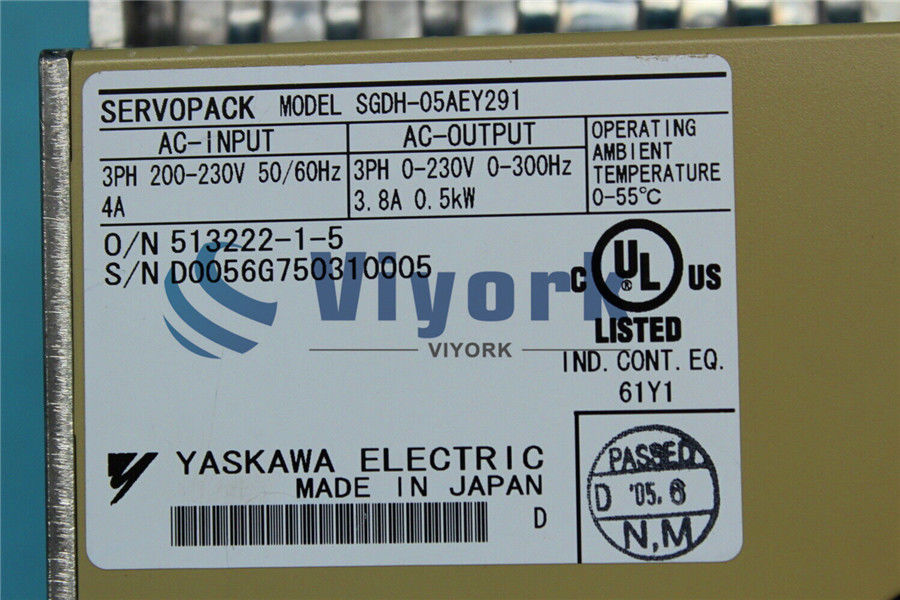 SERVOPACK MODEL SGDH-05AEY291
AC-INPUT
3PH 200-230V 50/60Hz
4A
AC-OUTPUT
3PH 0-230V 0-300Hz
3.8A 0.5kW
OPERATING
AMBIENT
TEMPERATURE
0-55℃
O/N 513222-1-5
S/N D0056G750310005
Viyork
VIYORK
C UL US
®
LISTED
IND. CONT. EQ.
61Y1
YASKAWA ELECTRIC
MADE IN JAPAN
D
PASSED
D '05.6
N,M